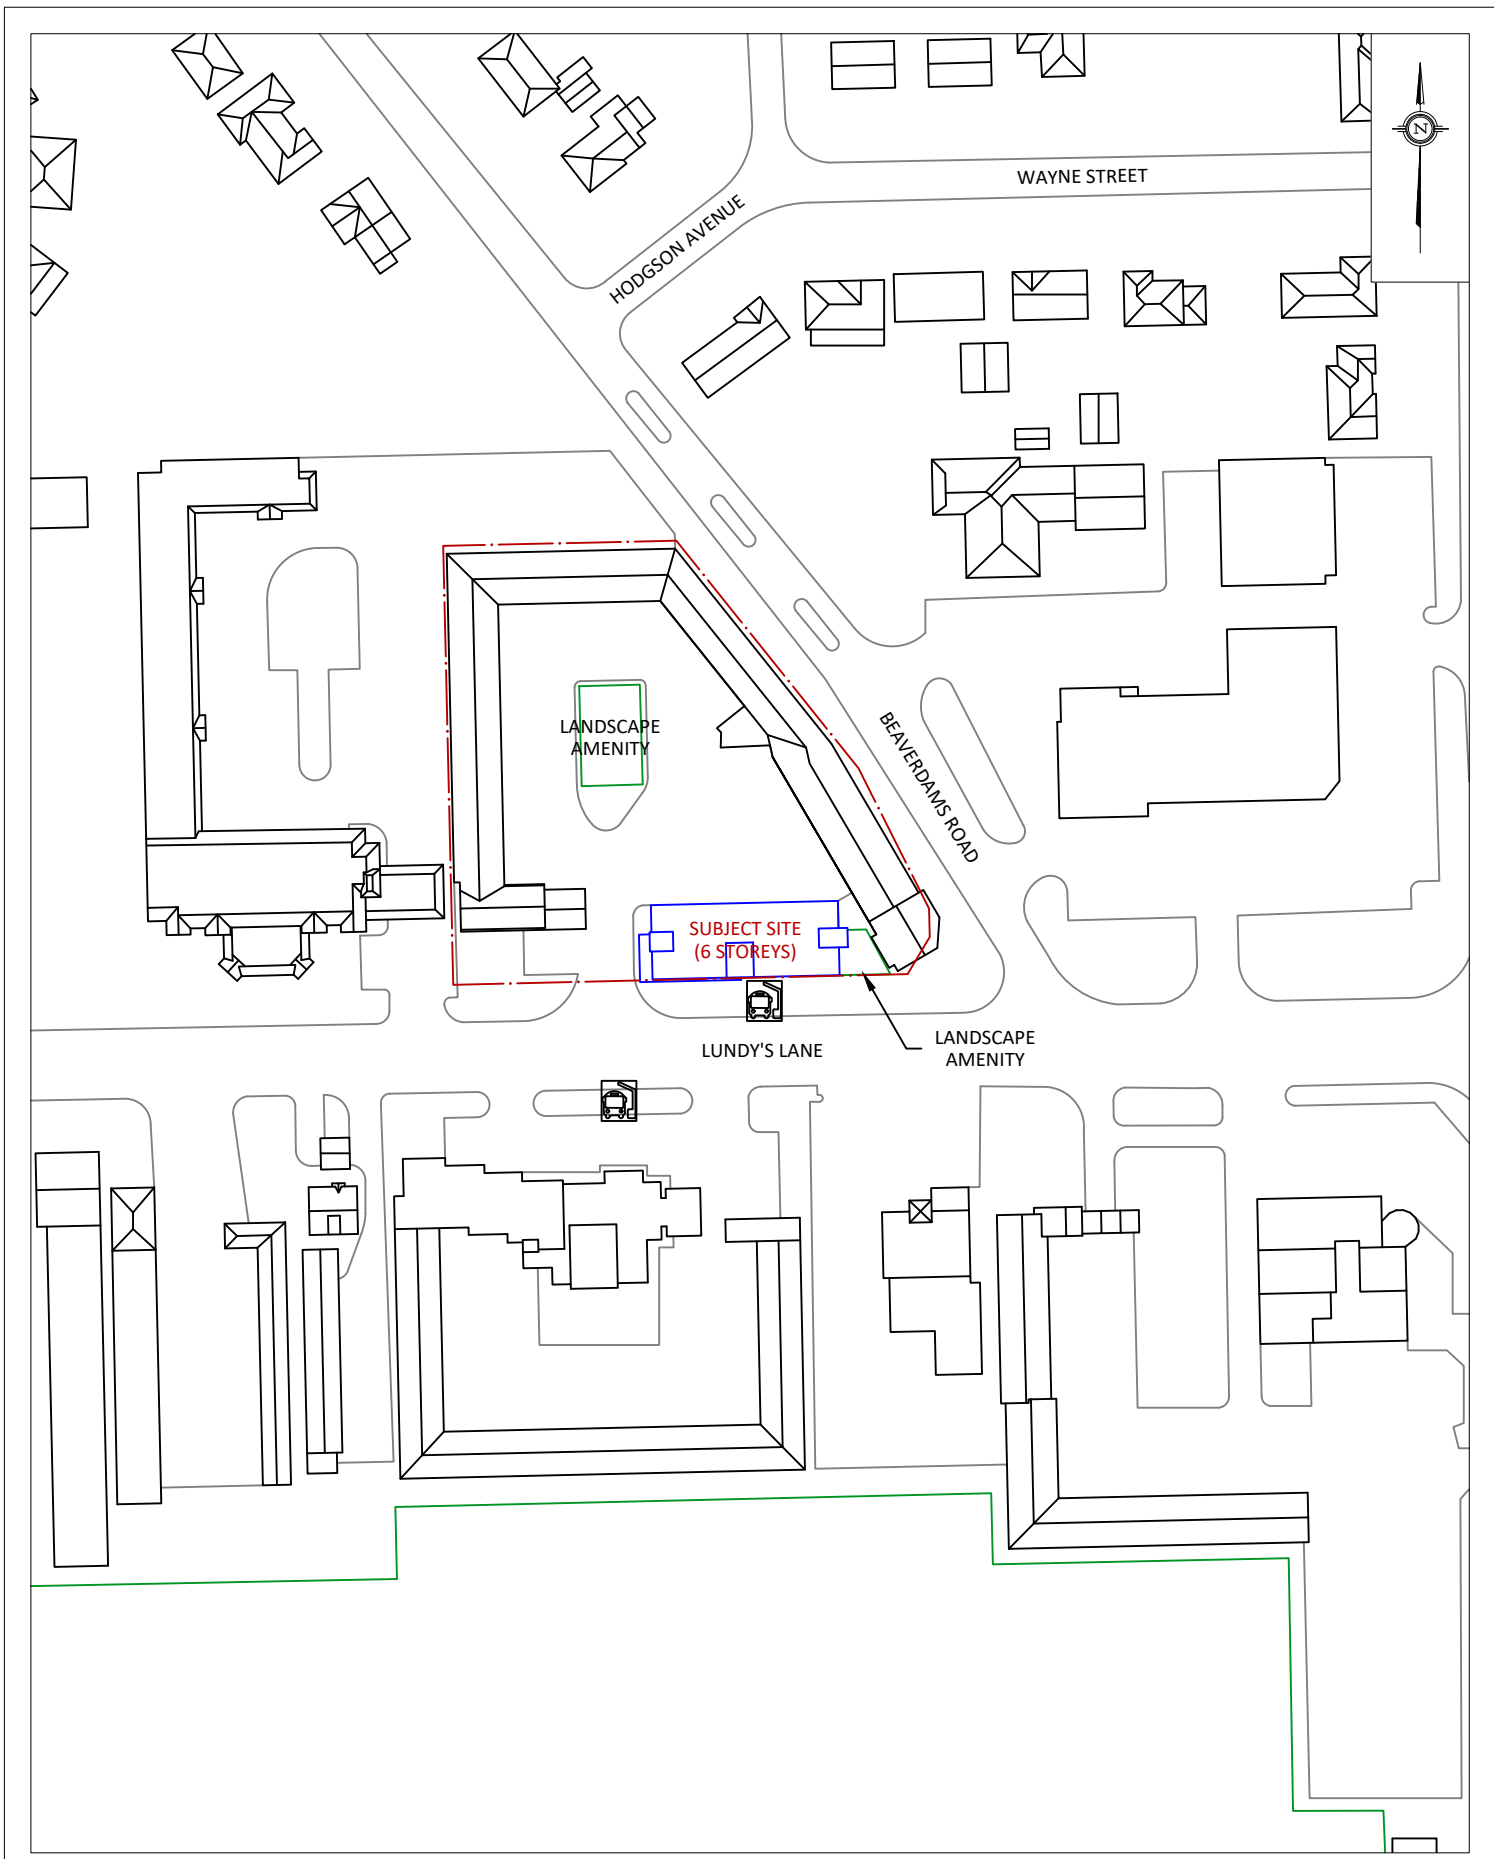 WAYNE STREET
N
HODGSON AVENUE
LANDSCAPE
AMENITY
BEAVERDAMS ROAD
SUBJECT SITE
(6 STOREYS)
LUNDY'S LANE
LANDSCAPE
AMENITY